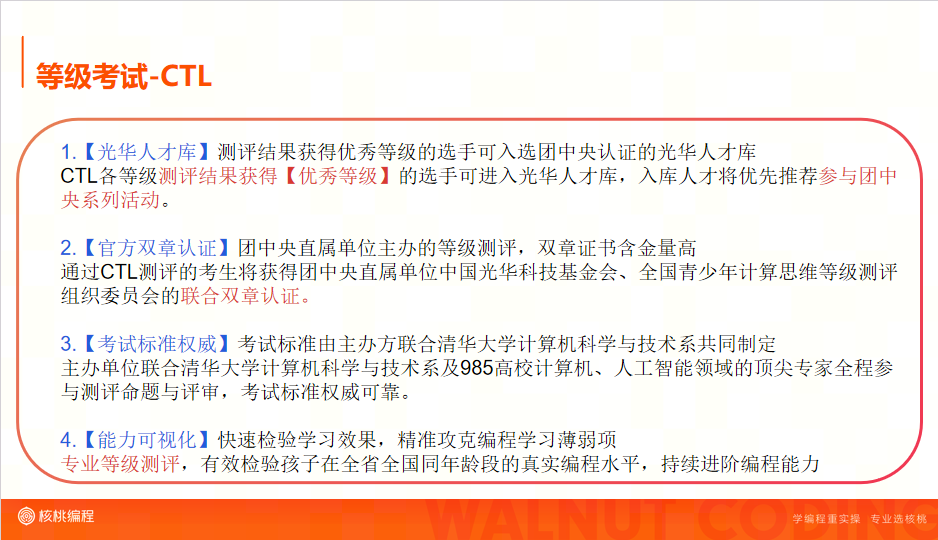 等级考试-CTL
1.【光华人才库】测评结果获得优秀等级的选手可入选团中央认证的光华人才库
CTL各等级测评结果获得【优秀等级】的选手可进入光华人才库，入库人才将优先推荐参与团中
央系列活动。
2.【官方双章认证】团中央直属单位主办的等级测评，双章证书含金量高
通过CTL测评的考生将获得团中央直属单位中国光华科技基金会、全国青少年计算思维等级测评
组织委员会的联合双章认证。
3.【考试标准权威】考试标准由主办方联合清华大学计算机科学与技术系共同制定
主办单位联合清华大学计算机科学与技术系及985高校计算机、人工智能领域的顶尖专家全程参
与测评命题与评审，考试标准权威可靠。
4.【能力可视化】快速检验学习效果，精准攻克编程学习薄弱项
专业等级测评，有效检验孩子在全省全国同年龄段的真实编程水平，持续进阶编程能力
核桃编程
WALNUT CODING
学编程重实操 专业选核桃